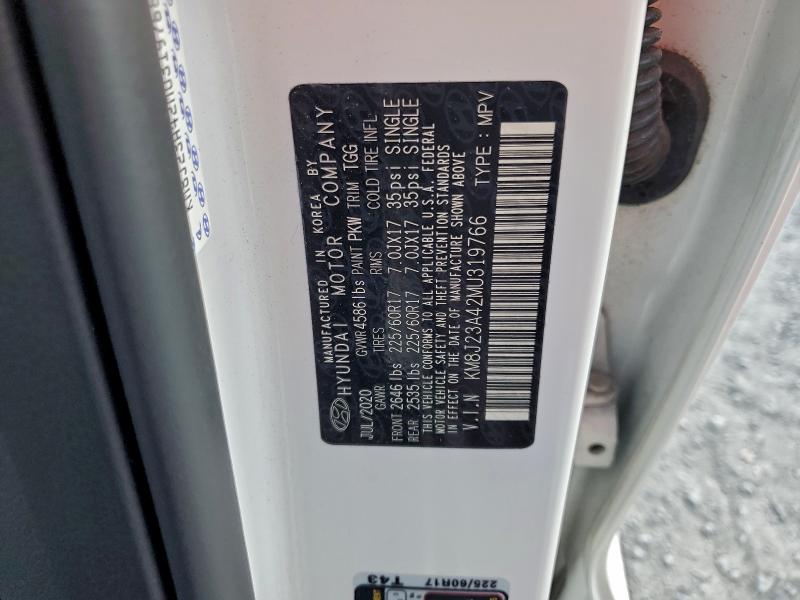 MANUFACTURED IN KOREA BY
HYUNDAI MOTOR COMPANY
JUL/2020 GVWR 4586 lbs PAINT PKW TRIM TGG
GAWR TIRES RIMS COLD TIRE INFL.
FRONT 2646 lbs 225/60R17 7.0JX17 35psi SINGLE
REAR 2535 lbs 225/60R17 7.0JX17 35psi SINGLE
THIS VEHICLE CONFORMS TO ALL APPLICABLE U.S.A. FEDERAL
MOTOR VEHICLE SAFETY AND THEFT PREVENTION STANDARDS
IN EFFECT ON THE DATE OF MANUFACTURE SHOWN ABOVE
V.I.N KM8J23A42MU319766 TYPE : MPV
225/60R17
T43